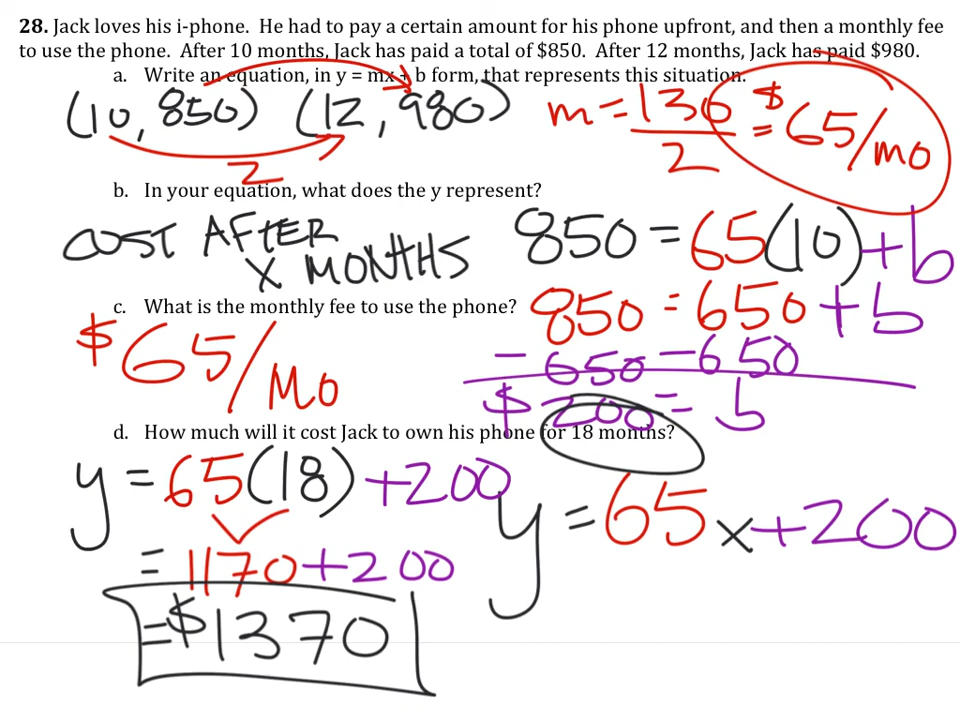 28. Jack loves his i-phone. He had to pay a certain amount for his phone upfront, and then a monthly fee
to use the phone. After 10 months, Jack has paid a total of $850. After 12 months, Jack has paid $980.
a. Write an equation, in y = mx + b form, that represents this situation.
(10, 850) (12, 980) m = 130/2 = $65/mo
2
b. In your equation, what does the y represent?
COST AFTER
X MONTHS
850 = 65(10) + b
c. What is the monthly fee to use the phone?
850 = 650 + b
$65/MO
-650 -650
$200 = b
d. How much will it cost Jack to own his phone for 18 months?
y = 65(18) + 200
y = 65x + 200
= 1170 + 200
= $1370